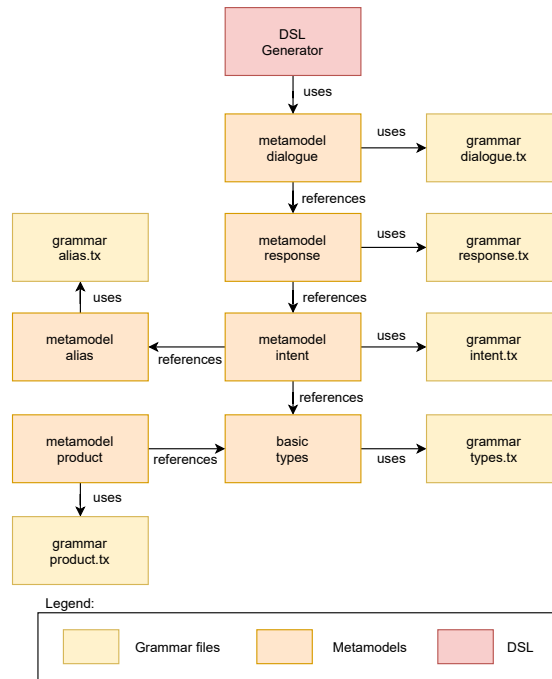 DSL
Generator
uses
metamodel
dialogue
uses
grammar
dialogue.tx
references
grammar
alias.tx
metamodel
response
uses
grammar
response.tx
uses
references
metamodel
alias
references
metamodel
intent
uses
grammar
intent.tx
references
metamodel
product
references
basic
types
uses
grammar
types.tx
uses
grammar
product.tx
Legend:
Grammar files
Metamodels
DSL